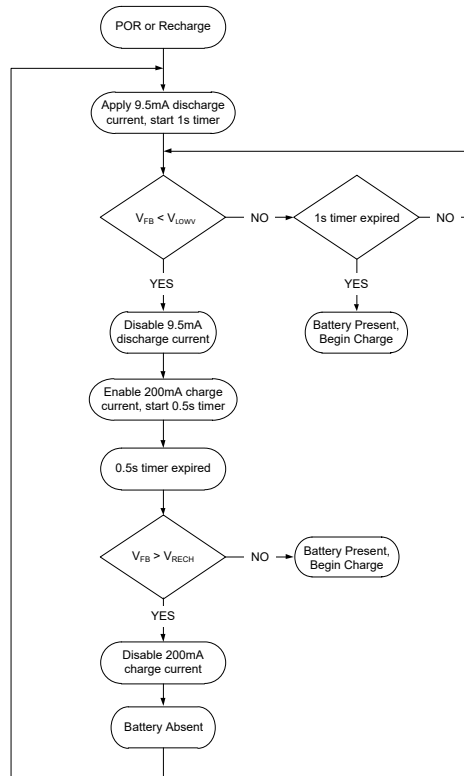 POR or Recharge
Apply 9.5mA discharge
current, start 1s timer
V_FB < V_LOWV
NO
1s timer expired
NO
YES
YES
Disable 9.5mA
discharge current
Battery Present,
Begin Charge
Enable 200mA charge
current, start 0.5s timer
0.5s timer expired
V_FB > V_RECH
NO
Battery Present,
Begin Charge
YES
Disable 200mA
charge current
Battery Absent